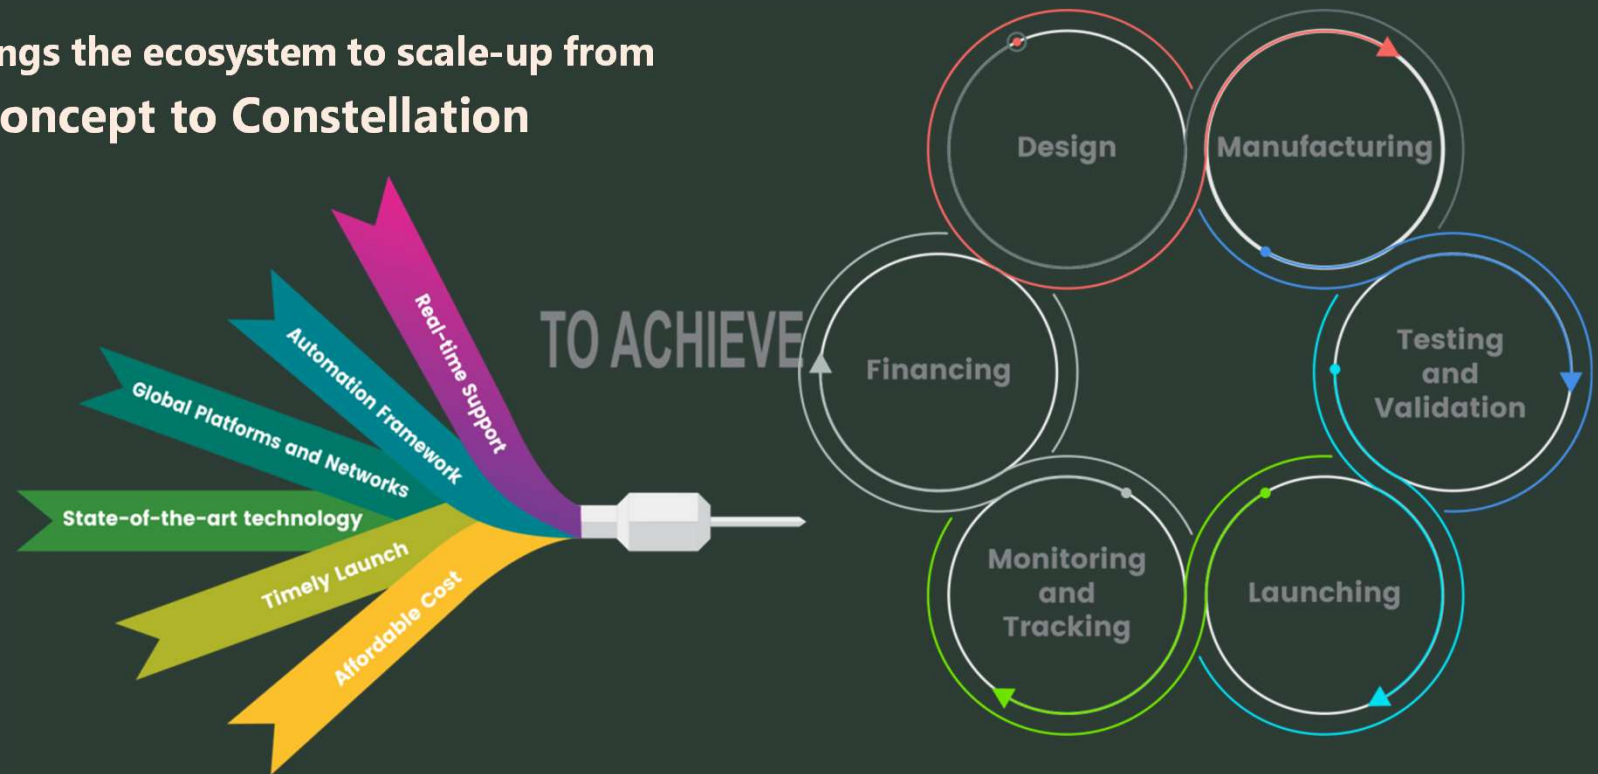 ngs the ecosystem to scale-up from
oncept to Constellation
Real-time Support
Automation Framework
Global Platforms and Networks
State-of-the-art technology
Timely Launch
Affordable Cost
TO ACHIEVE
Design
Manufacturing
Financing
Testing
and
Validation
Monitoring
and
Tracking
Launching